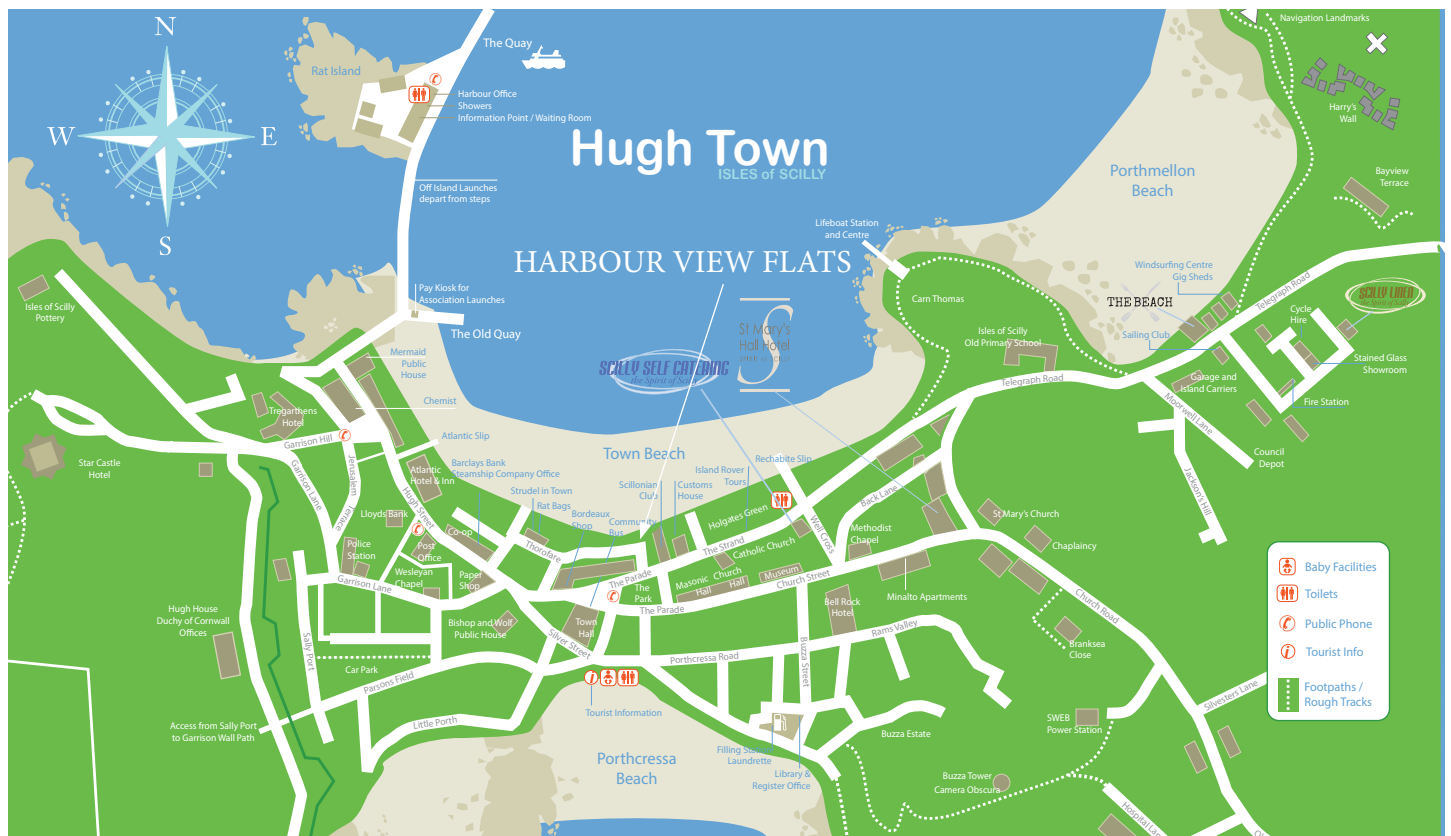 N
W
E
S
Rat Island
The Quay
Harbour Office
Showers
Information Point / Waiting Room
Hugh Town
ISLES of SCILLY
Off Island Launches
depart from steps
HARBOUR VIEW FLATS
Pay Kiosk for
Association Launches
The Old Quay
St Mary's
Hall Hotel
SCILLY SELF CATERING
the Spirit of Scilly
Lifeboat Station
and Centre
Carn Thomas
Porthmellon
Beach
Navigation Landmarks
Harry's
Wall
Bayview
Terrace
Windsurfing Centre
Gig Sheds
THE BEACH
Sailing Club
Telegraph Road
SCILLY LINEN
the Spirit of Scilly
Cycle
Hire
Stained Glass
Showroom
Fire Station
Garage and
Island Carriers
Isles of Scilly
Old Primary School
Telegraph Road
Moorwell Lane
Council
Depot
Jackson's Hill
Isles of Scilly
Pottery
Mermaid
Public
House
Chemist
Tregarthens
Hotel
Garrison Hill
Star Castle
Hotel
Garrison Lane
Jerusalem
Terrace
Atlantic Slip
Atlantic
Hotel & Inn
Barclays Bank
Steamship Company Office
Hugh Street
Lloyds Bank
Strudel in Town
Rat Bags
Bordeaux
Shop
Community
Bus
Town Beach
Scillonian
Club
Customs
House
Island Rover
Tours
Rechabite Slip
Holgates Green
The Strand
Catholic Church
Masonic
Hall
Church
Hall
Museum
Church Street
Well Cross
Back Lane
Methodist
Chapel
St Mary's Church
Chaplaincy
Church Road
Minalto Apartments
Police
Station
Post
Office
Co-op
Thorofare
Wesleyan
Chapel
Paper
Shop
Garrison Lane
The Parade
The
Park
The Parade
Town
Hall
Bishop and Wolf
Public House
Silver Street
Bell Rock
Hotel
Rams Valley
Buzza Street
Porthcressa Road
Branksea
Close
Hugh House
Duchy of Cornwall
Offices
Sally Port
Car Park
Parsons Field
Little Porth
Access from Sally Port
to Garrison Wall Path
Tourist Information
Porthcressa
Beach
Filling Station
Laundrette
Library &
Register Office
Buzza Estate
Buzza Tower
Camera Obscura
SWEB
Power Station
Silvesters Lane
Baby Facilities
Toilets
Public Phone
Tourist Info
Footpaths /
Rough Tracks